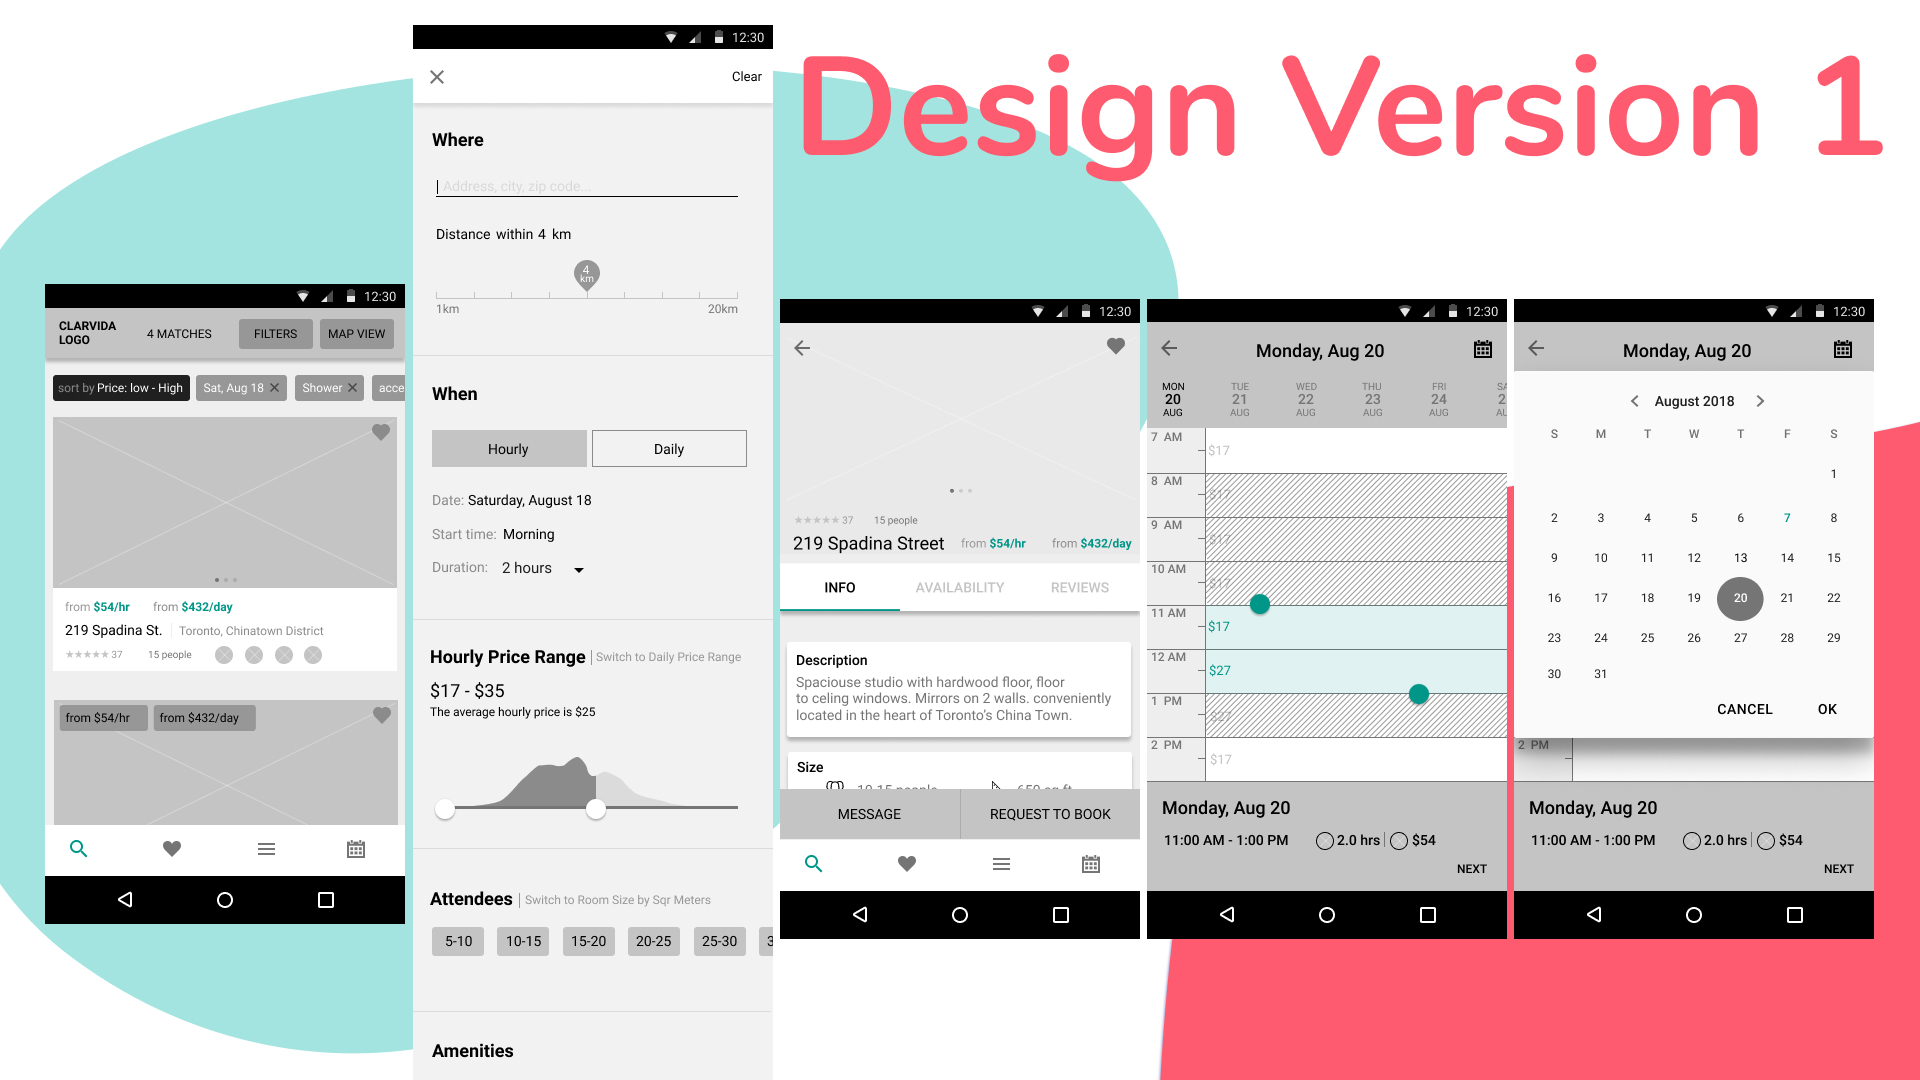 Design Version 1
12:30
CLARVIDA
LOGO
4 MATCHES
FILTERS
MAP VIEW
sort by Price: low - High
Sat, Aug 18
Shower
acce
from $54/hr
from $432/day
219 Spadina St.
Toronto, Chinatown District
37
15 people
from $54/hr
from $432/day
12:30
Clear
Where
Address, city, zip code...
Distance within 4 km
4
km
1km
20km
When
Hourly
Daily
Date: Saturday, August 18
Start time: Morning
Duration: 2 hours
Hourly Price Range
Switch to Daily Price Range
$17 - $35
The average hourly price is $25
Attendees
Switch to Room Size by Sqr Meters
5-10
10-15
15-20
20-25
25-30
3
Amenities
12:30
37
15 people
219 Spadina Street
from $54/hr
from $432/day
INFO
AVAILABILITY
REVIEWS
Description
Spaciouse studio with hardwood floor, floor
to celing windows. Mirrors on 2 walls. conveniently
located in the heart of Toronto's China Town.
Size
10-15 people
650 sq ft
MESSAGE
REQUEST TO BOOK
12:30
Monday, Aug 20
MON
20
AUG
TUE
21
AUG
WED
22
AUG
THU
23
AUG
FRI
24
AUG
SA
2
AU
7 AM
$17
8 AM
$17
9 AM
$17
10 AM
$17
11 AM
$17
12 AM
$27
1 PM
$27
2 PM
$17
Monday, Aug 20
11:00 AM - 1:00 PM
2.0 hrs
$54
NEXT
12:30
Monday, Aug 20
August 2018
S M T W T F S
1
2 3 4 5 6 7 8
9 10 11 12 13 14 15
16 17 18 19 20 21 22
23 24 25 26 27 28 29
30 31
CANCEL
OK
2 PM
Monday, Aug 20
11:00 AM - 1:00 PM
2.0 hrs
$54
NEXT